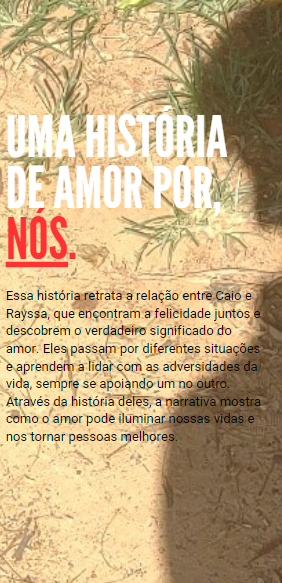 UMA HISTÓRIA
DE AMOR POR,
NÓS.
Essa história retrata a relação entre Caio e
Rayssa, que encontram a felicidade juntos e
descobrem o verdadeiro significado do
amor. Eles passam por diferentes situações
e aprendem a lidar com as adversidades da
vida, sempre se apoiando um no outro.
Através da história deles, a narrativa mostra
como o amor pode iluminar nossas vidas e
nos tornar pessoas melhores.